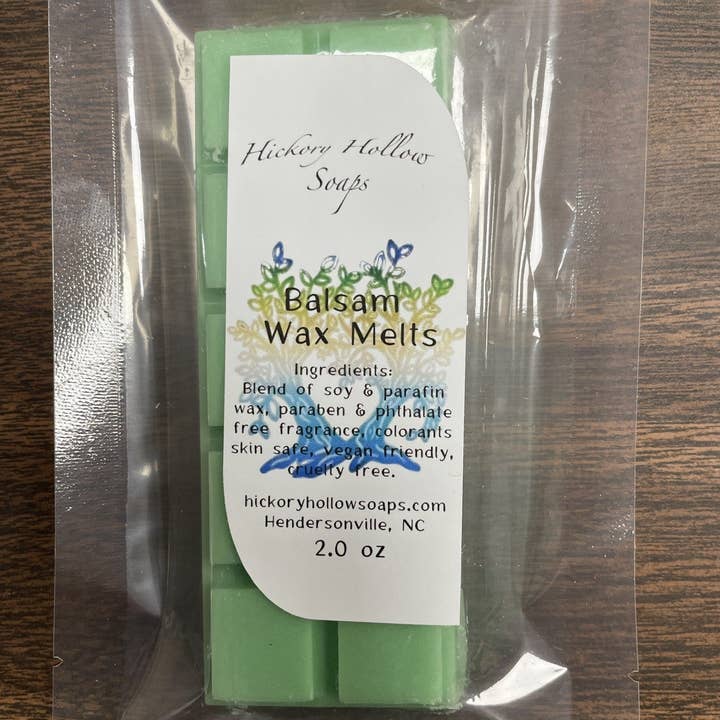 Hickory Hollow
Soaps
Balsam
Wax Melts
Ingredients:
Blend of soy & parafin
wax, paraben & phthalate
free fragrance, colorants
skin safe, vegan friendly,
cruelty free.
hickoryhollowsoaps.com
Hendersonville, NC
2.0 oz